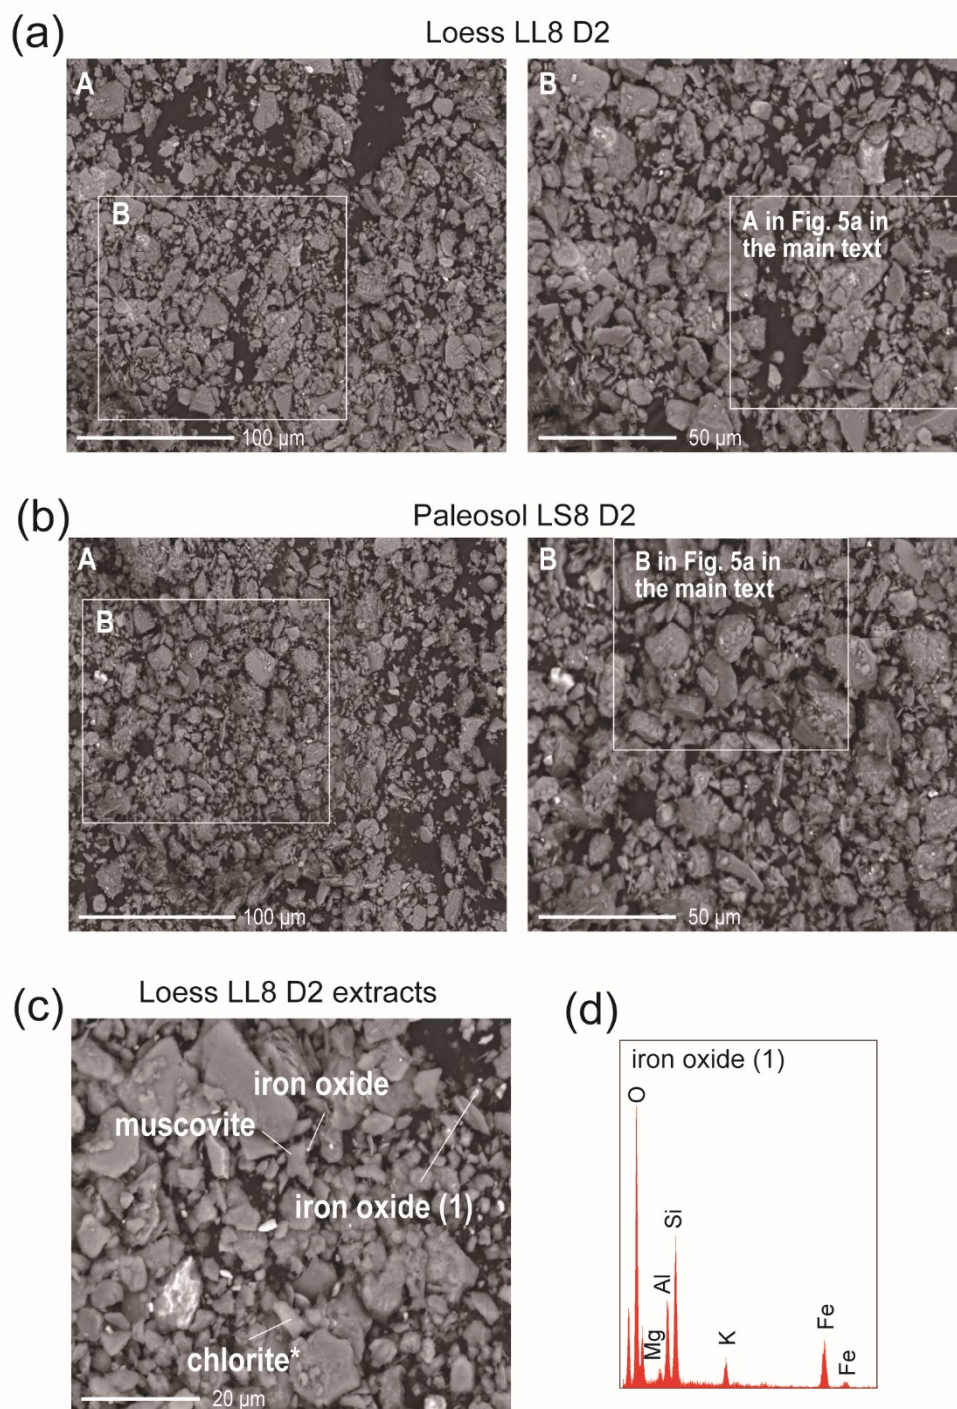 (a)
Loess LL8 D2
A
B
100 µm
B
A in Fig. 5a in
the main text
50 µm
(b)
Paleosol LS8 D2
A
B
100 µm
B
B in Fig. 5a in
the main text
50 µm
(c)
Loess LL8 D2 extracts
iron oxide
muscovite
iron oxide (1)
chlorite*
20 µm
(d)
iron oxide (1)
O
Mg
Al
Si
K
Fe
Fe